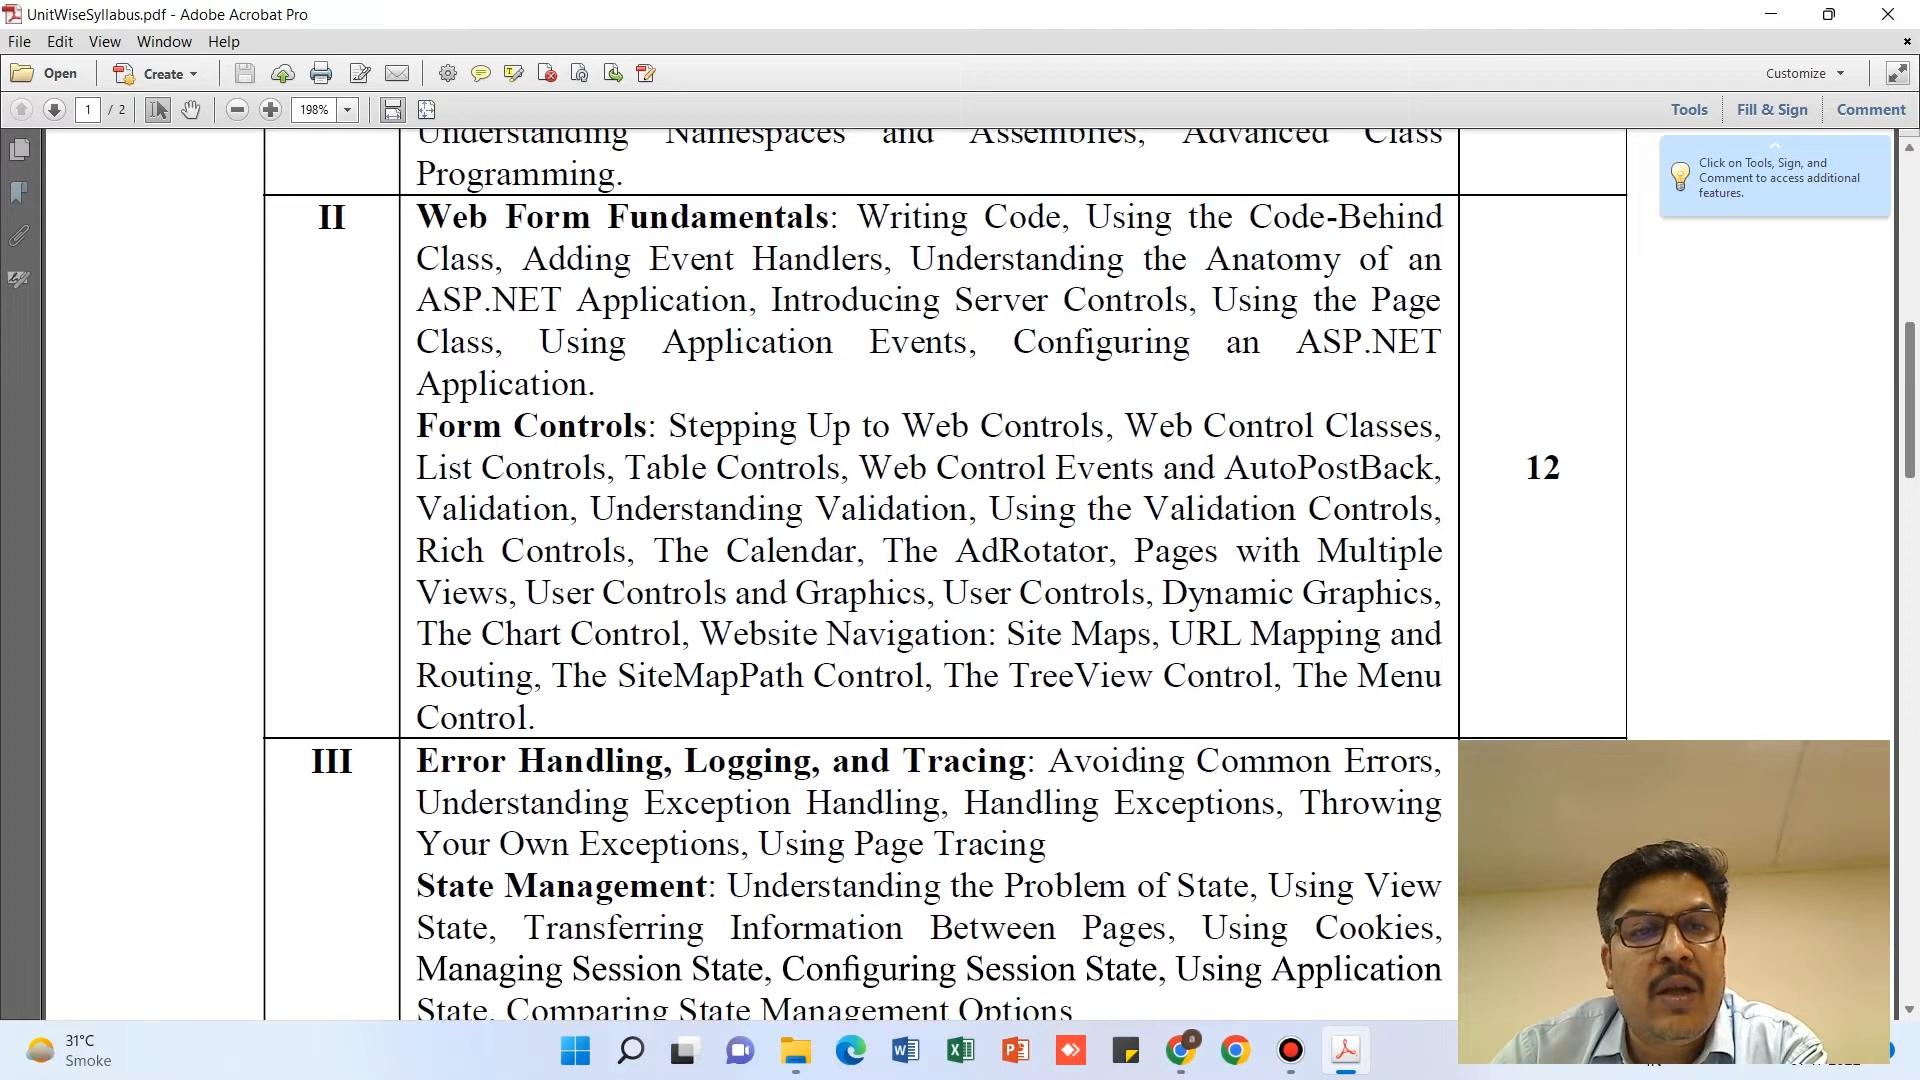 UnitWiseSyllabus.pdf - Adobe Acrobat Pro
File Edit View Window Help
Open Create Customize
1 / 2 198% Tools Fill & Sign Comment
Click on Tools, Sign, and
Comment to access additional
features.
Understanding Namespaces and Assemblies, Advanced Class
Programming.
II
Web Form Fundamentals: Writing Code, Using the Code-Behind
Class, Adding Event Handlers, Understanding the Anatomy of an
ASP.NET Application, Introducing Server Controls, Using the Page
Class, Using Application Events, Configuring an ASP.NET
Application.
Form Controls: Stepping Up to Web Controls, Web Control Classes,
List Controls, Table Controls, Web Control Events and AutoPostBack,
Validation, Understanding Validation, Using the Validation Controls,
Rich Controls, The Calendar, The AdRotator, Pages with Multiple
Views, User Controls and Graphics, User Controls, Dynamic Graphics,
The Chart Control, Website Navigation: Site Maps, URL Mapping and
Routing, The SiteMapPath Control, The TreeView Control, The Menu
Control.
12
III
Error Handling, Logging, and Tracing: Avoiding Common Errors,
Understanding Exception Handling, Handling Exceptions, Throwing
Your Own Exceptions, Using Page Tracing
State Management: Understanding the Problem of State, Using View
State, Transferring Information Between Pages, Using Cookies,
Managing Session State, Configuring Session State, Using Application
State, Comparing State Management Options
31°C
Smoke